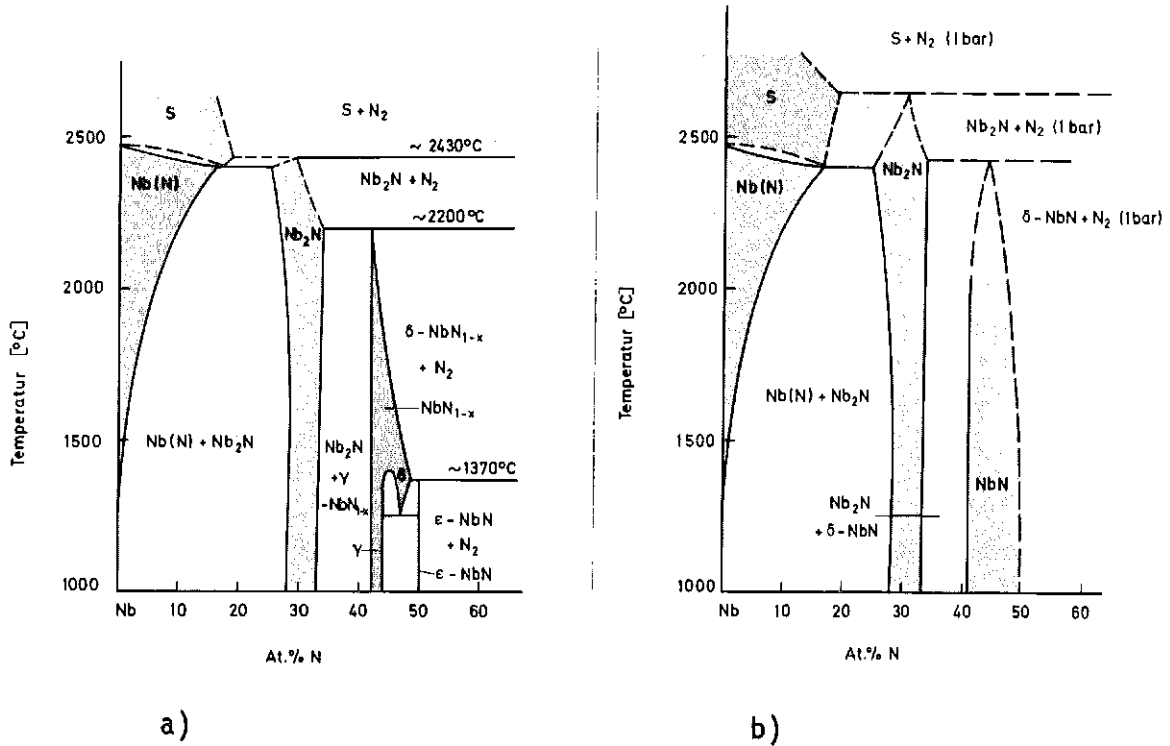 S
S + N₂
2500
~ 2430°C
Nb(N)
Nb₂N + N₂
~2200°C
Nb₂N
2000
δ - NbN₁₋ₓ
+ N₂
NbN₁₋ₓ
1500
Nb(N) + Nb₂N
Nb₂N
+γ
-NbN₁₋ₓ
δ
~1370°C
ε - NbN
+ N₂
γ
ε - NbN
1000
Nb 10 20 30 40 50 60
Temperatur [°C]
At.% N
a)
S + N₂ (1 bar)
S
2500
Nb₂N + N₂ (1 bar)
Nb(N)
Nb₂N
δ - NbN + N₂ (1 bar)
2000
Nb(N) + Nb₂N
1500
NbN
Nb₂N
+ δ-NbN
1000
Nb 10 20 30 40 50 60
Temperatur [°C]
At.% N
b)